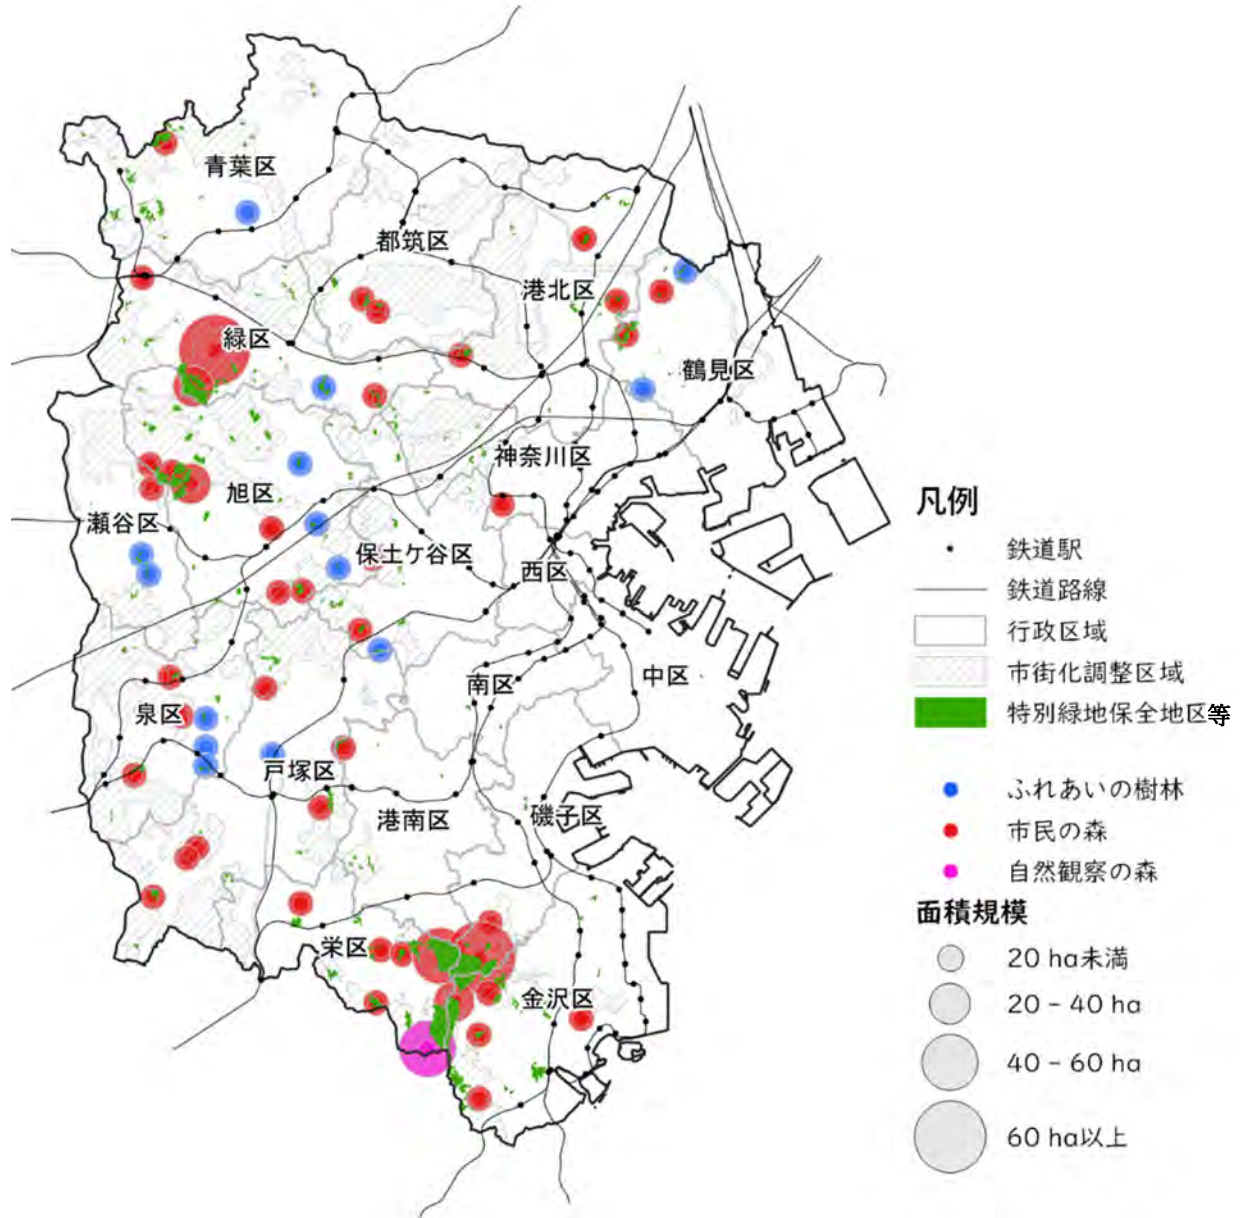 青葉区
都筑区
港北区
緑区
鶴見区
神奈川区
旭区
瀬谷区
保土ケ谷区
西区
南区
中区
泉区
戸塚区
港南区
磯子区
栄区
金沢区
凡例
鉄道駅
鉄道路線
行政区域
市街化調整区域
特別緑地保全地区等
ふれあいの樹林
市民の森
自然観察の森
面積規模
20 ha未満
20 – 40 ha
40 – 60 ha
60 ha以上